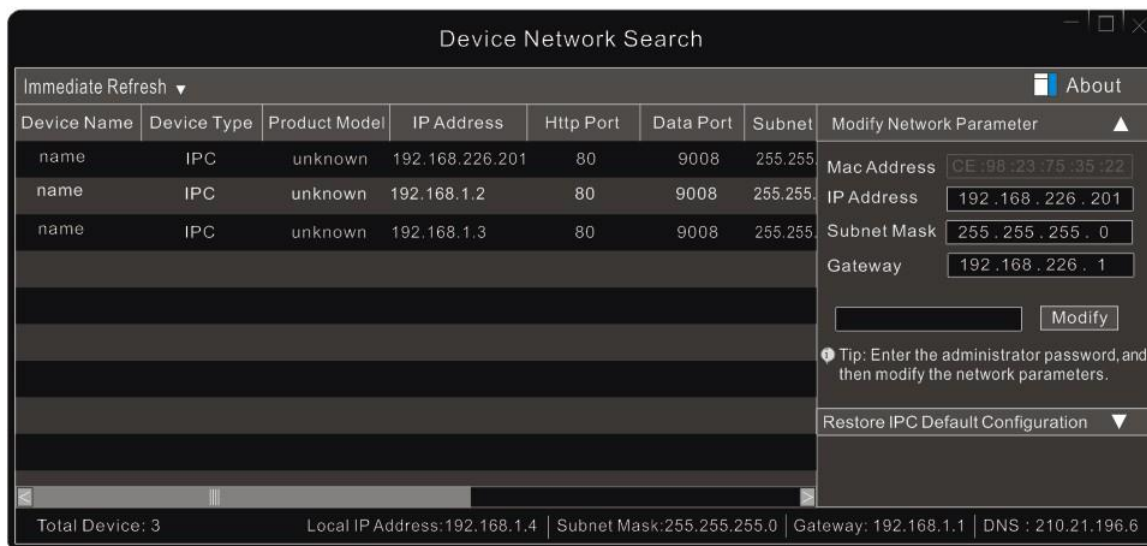 Device Network Search
Immediate Refresh ▼ About
Device Name Device Type Product Model IP Address Http Port Data Port Subnet Modify Network Parameter ▲
name IPC unknown 192.168.226.201 80 9008 255.255. Mac Address CE:98:23:75:35:22
name IPC unknown 192.168.1.2 80 9008 255.255. IP Address 192.168.226.201
name IPC unknown 192.168.1.3 80 9008 255.255. Subnet Mask 255.255.255.0
Gateway 192.168.226.1
Modify
Tip: Enter the administrator password, and
then modify the network parameters.
Restore IPC Default Configuration ▼
Total Device: 3 Local IP Address:192.168.1.4 Subnet Mask:255.255.255.0 Gateway: 192.168.1.1 DNS : 210.21.196.6